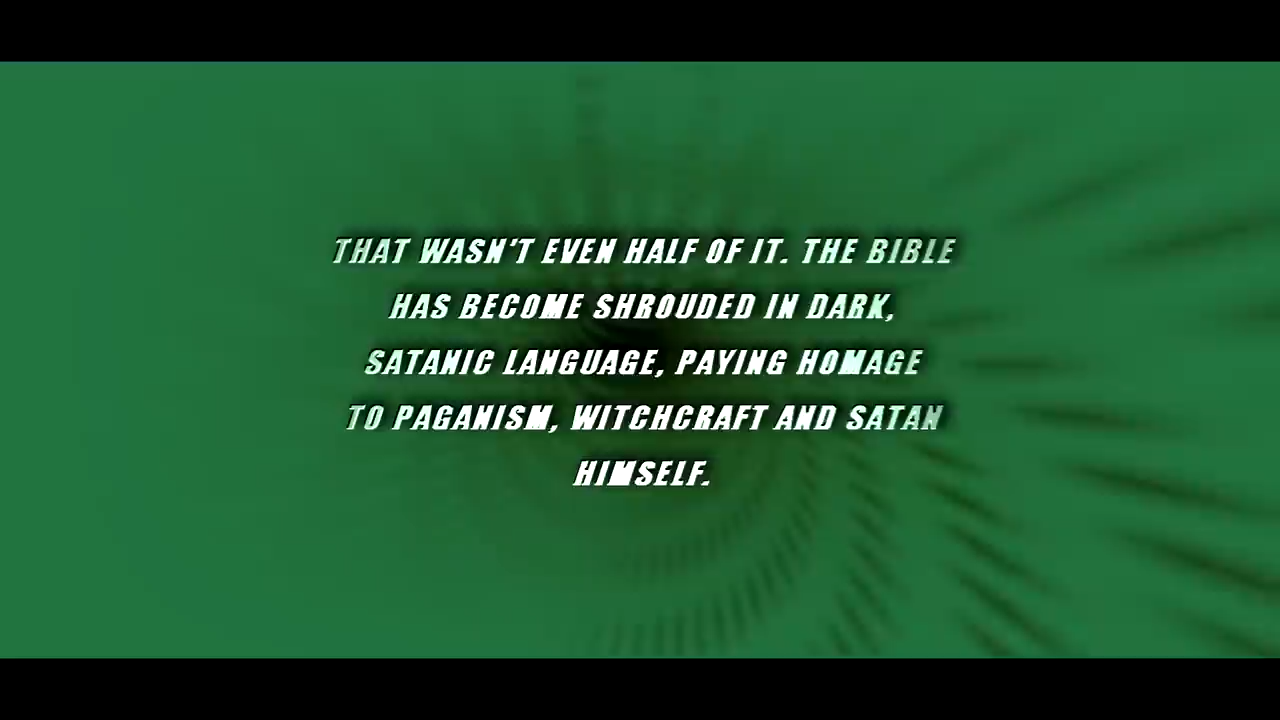 THAT WASN'T EVEN HALF OF IT. THE BIBLE
HAS BECOME SHROUDED IN DARK,
SATANIC LANGUAGE, PAYING HOMAGE
TO PAGANISM, WITCHCRAFT AND SATAN
HIMSELF.